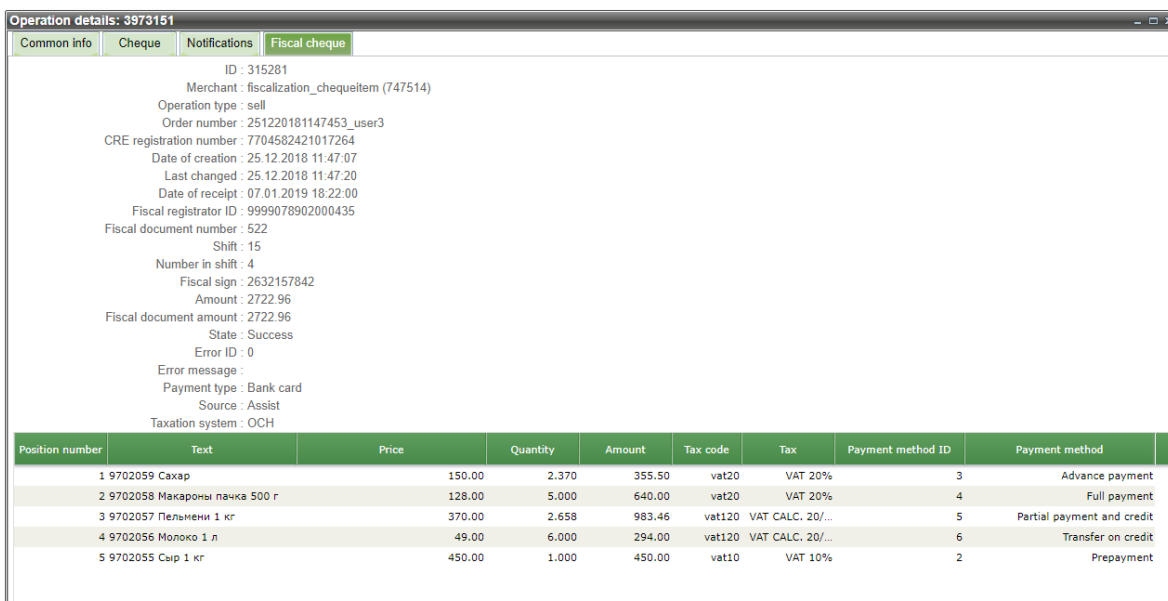 Operation details: 3973151
Common info Cheque Notifications Fiscal cheque
ID : 315281
Merchant : fiscalization_chequeitem (747514)
Operation type : sell
Order number : 251220181147453_user3
CRE registration number : 7704582421017264
Date of creation : 25.12.2018 11:47:07
Last changed : 25.12.2018 11:47:20
Date of receipt : 07.01.2019 18:22:00
Fiscal registrator ID : 9999078902000435
Fiscal document number : 522
Shift : 15
Number in shift : 4
Fiscal sign : 2632157842
Amount : 2722.96
Fiscal document amount : 2722.96
State : Success
Error ID : 0
Error message :
Payment type : Bank card
Source : Assist
Taxation system : ОСН
Position number Text Price Quantity Amount Tax code Tax Payment method ID Payment method
1 9702059 Сахар 150.00 2.370 355.50 vat20 VAT 20% 3 Advance payment
2 9702058 Макароны пачка 500 г 128.00 5.000 640.00 vat20 VAT 20% 4 Full payment
3 9702057 Пельмени 1 кг 370.00 2.658 983.46 vat120 VAT CALC. 20/... 5 Partial payment and credit
4 9702056 Молоко 1 л 49.00 6.000 294.00 vat120 VAT CALC. 20/... 6 Transfer on credit
5 9702055 Сыр 1 кг 450.00 1.000 450.00 vat10 VAT 10% 2 Prepayment